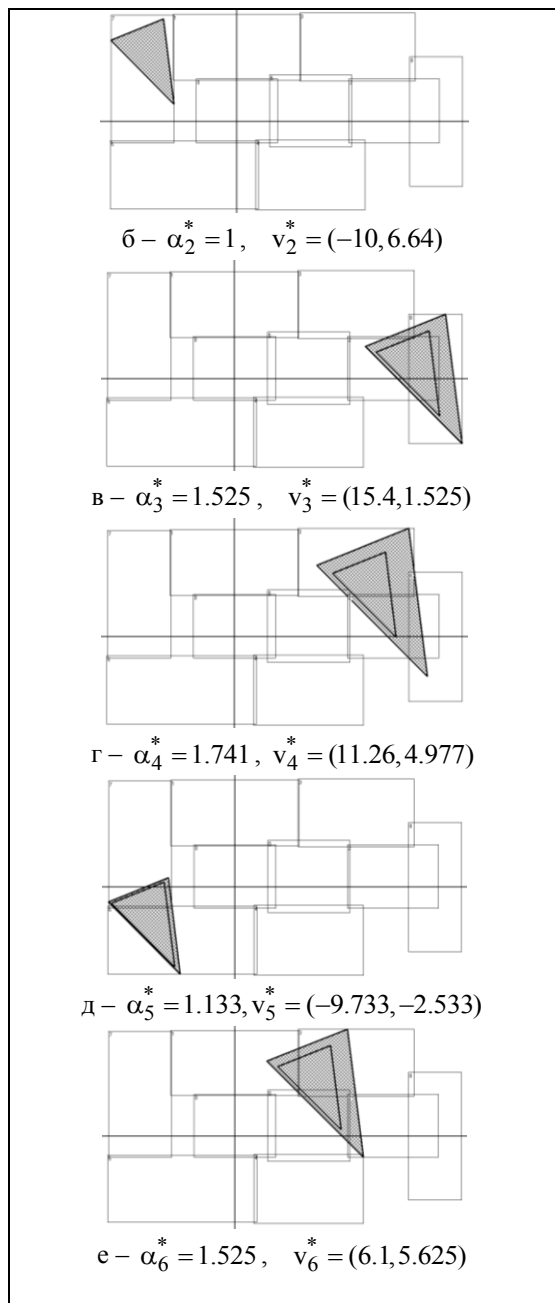 б – α₂* = 1, v₂* = (−10, 6.64)
в – α₃* = 1.525, v₃* = (15.4, 1.525)
г – α₄* = 1.741, v₄* = (11.26, 4.977)
д – α₅* = 1.133, v₅* = (−9.733, −2.533)
е – α₆* = 1.525, v₆* = (6.1, 5.625)